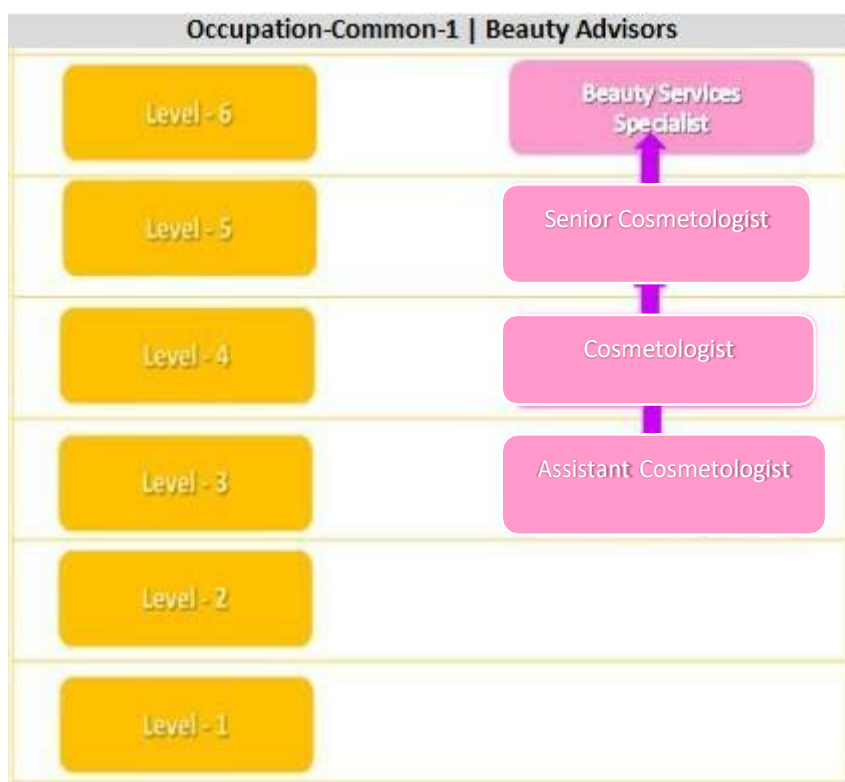 Occupation-Common-1 | Beauty Advisors
Level - 6
Beauty Services
Specialist
Level - 5
Senior Cosmetologist
Level - 4
Cosmetologist
Level - 3
Assistant Cosmetologist
Level - 2
Level - 1